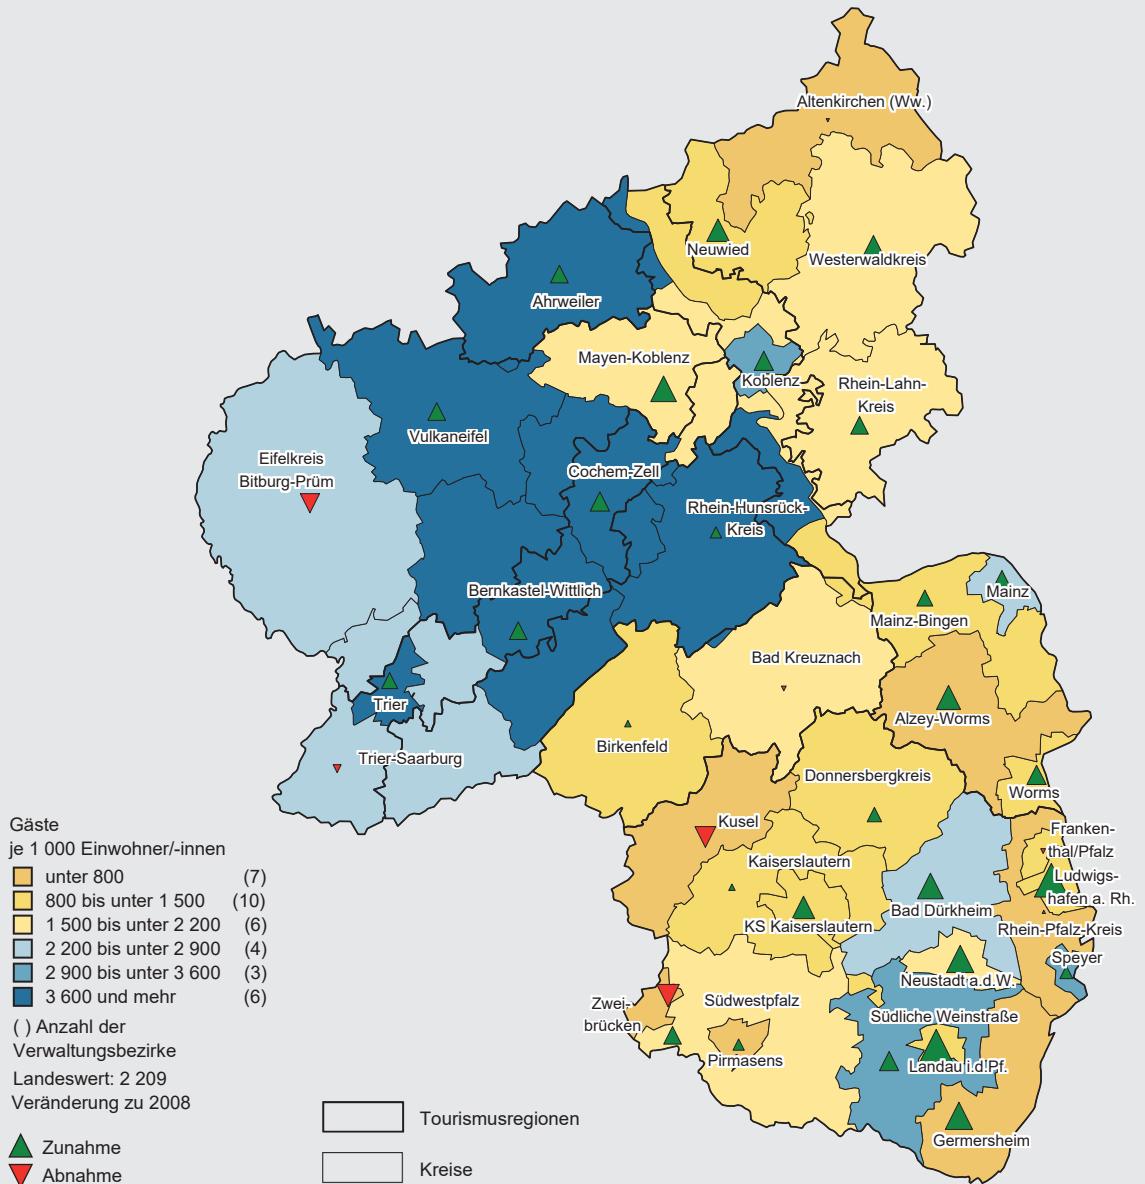 Altenkirchen (Ww.)
Neuwied
Westerwaldkreis
Ahrweiler
Mayen-Koblenz
Koblenz
Rhein-Lahn-
Kreis
Vulkaneifel
Eifelkreis
Bitburg-Prüm
Cochem-Zell
Rhein-Hunsrück-
Kreis
Bernkastel-Wittlich
Mainz
Mainz-Bingen
Bad Kreuznach
Trier
Alzey-Worms
Birkenfeld
Trier-Saarburg
Donnersbergkreis
Worms
Kusel
Franken-
thal/Pfalz
Kaiserslautern
Ludwigs-
hafen a. Rh.
Bad Dürkheim
KS Kaiserslautern
Rhein-Pfalz-Kreis
Speyer
Neustadt a.d.W.
Zwei-
brücken
Südwestpfalz
Südliche Weinstraße
Pirmasens
Landau i.d.Pf.
Germersheim
Gäste
je 1 000 Einwohner/-innen
unter 800 (7)
800 bis unter 1 500 (10)
1 500 bis unter 2 200 (6)
2 200 bis unter 2 900 (4)
2 900 bis unter 3 600 (3)
3 600 und mehr (6)
( ) Anzahl der
Verwaltungsbezirke
Landeswert: 2 209
Veränderung zu 2008
Zunahme
Abnahme
Tourismusregionen
Kreise